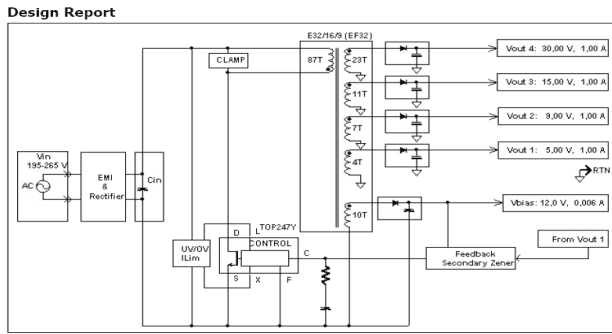 Design Report
E32/16/9 (EF32)
CLAMP
87T
23T
Vout 4: 30,00 V, 1,00 A
11T
Vout 3: 15,00 V, 1,00 A
7T
Vout 2: 9,00 V, 1,00 A
4T
Vout 1: 5,00 V, 1,00 A
RTN
Vin
195-265 V
AC
EMI
&
Rectifier
Cin
10T
Vbias: 12,0 V, 0,006 A
TOP247Y
D
L
CONTROL
C
UV/OV
ILim
S
X
F
Feedback
Secondary Zener
From Vout 1